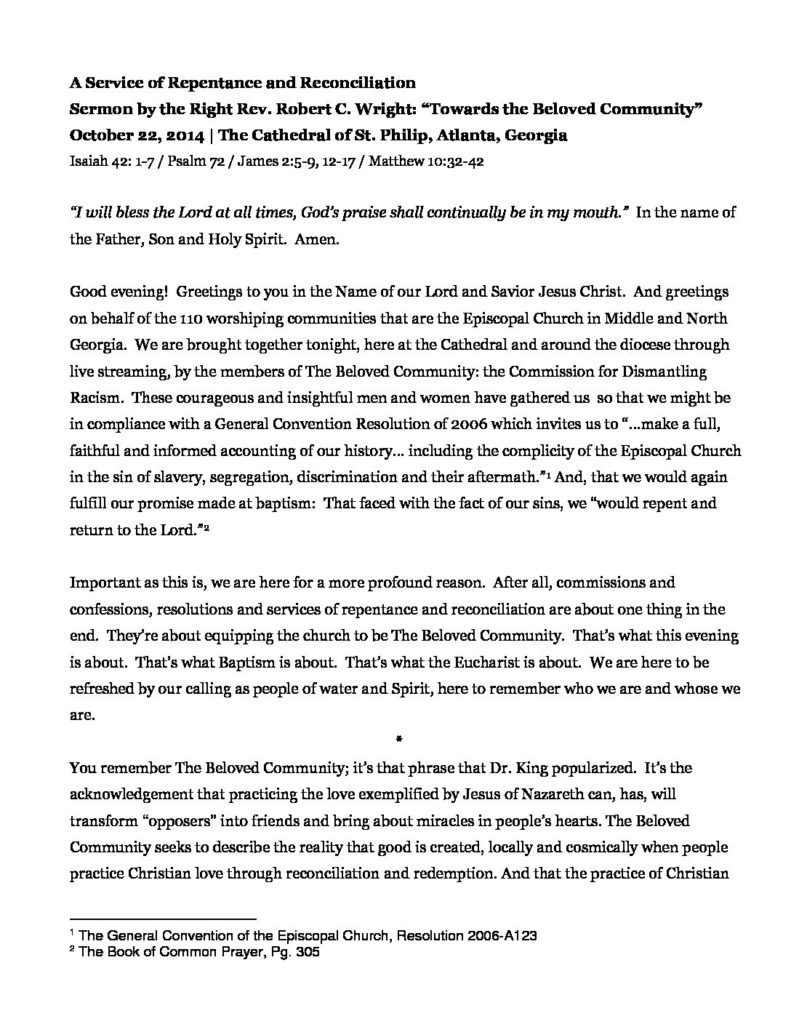 A Service of Repentance and Reconciliation
Sermon by the Right Rev. Robert C. Wright: “Towards the Beloved Community”
October 22, 2014 | The Cathedral of St. Philip, Atlanta, Georgia
Isaiah 42: 1-7 / Psalm 72 / James 2:5-9, 12-17 / Matthew 10:32-42
“I will bless the Lord at all times, God’s praise shall continually be in my mouth.” In the name of
the Father, Son and Holy Spirit. Amen.
Good evening! Greetings to you in the Name of our Lord and Savior Jesus Christ. And greetings
on behalf of the 110 worshiping communities that are the Episcopal Church in Middle and North
Georgia. We are brought together tonight, here at the Cathedral and around the diocese through
live streaming, by the members of The Beloved Community: the Commission for Dismantling
Racism. These courageous and insightful men and women have gathered us so that we might be
in compliance with a General Convention Resolution of 2006 which invites us to “...make a full,
faithful and informed accounting of our history... including the complicity of the Episcopal Church
in the sin of slavery, segregation, discrimination and their aftermath.”1 And, that we would again
fulfill our promise made at baptism: That faced with the fact of our sins, we “would repent and
return to the Lord.”2
Important as this is, we are here for a more profound reason. After all, commissions and
confessions, resolutions and services of repentance and reconciliation are about one thing in the
end. They’re about equipping the church to be The Beloved Community. That’s what this evening
is about. That’s what Baptism is about. That’s what the Eucharist is about. We are here to be
refreshed by our calling as people of water and Spirit, here to remember who we are and whose we
are.
*
You remember The Beloved Community; it’s that phrase that Dr. King popularized. It’s the
acknowledgement that practicing the love exemplified by Jesus of Nazareth can, has, will
transform “opposers” into friends and bring about miracles in people’s hearts. The Beloved
Community seeks to describe the reality that good is created, locally and cosmically when people
practice Christian love through reconciliation and redemption. And that the practice of Christian
1 The General Convention of the Episcopal Church, Resolution 2006-A123
2 The Book of Common Prayer, Pg. 305